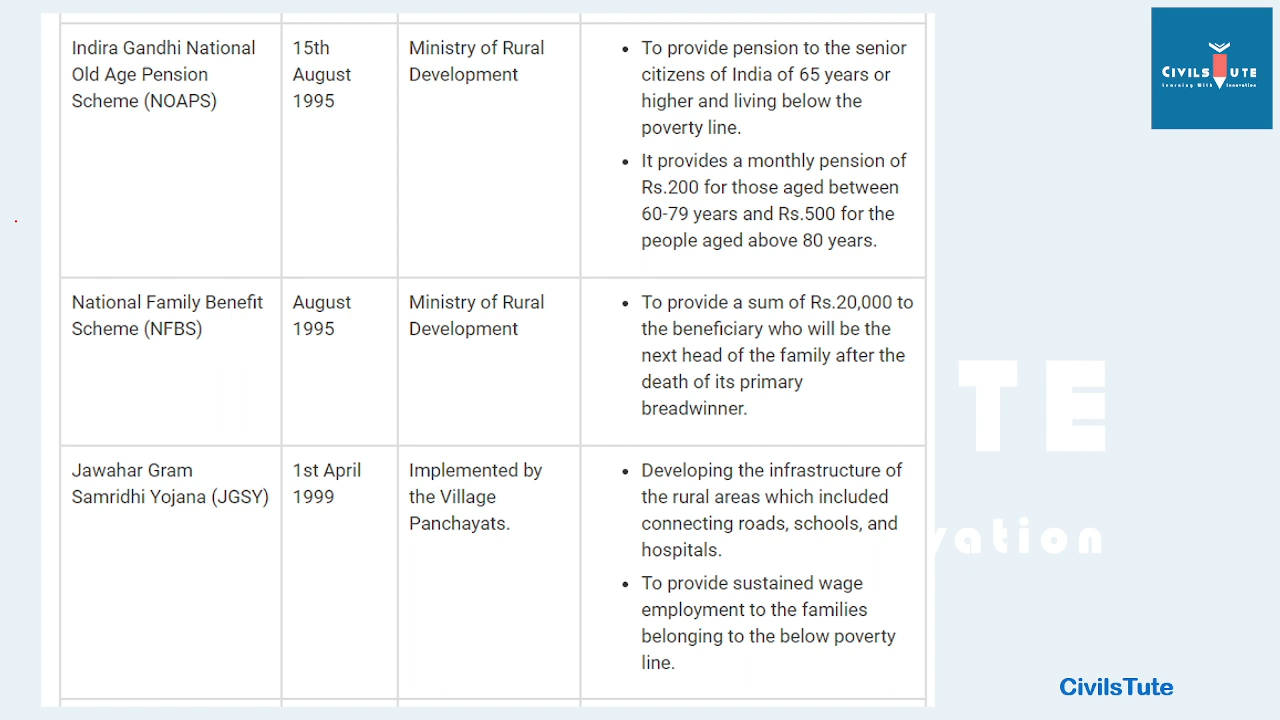 Indira Gandhi National
Old Age Pension
Scheme (NOAPS)
15th
August
1995
Ministry of Rural
Development
To provide pension to the senior
citizens of India of 65 years or
higher and living below the
poverty line.
It provides a monthly pension of
Rs.200 for those aged between
60-79 years and Rs.500 for the
people aged above 80 years.
National Family Benefit
Scheme (NFBS)
August
1995
Ministry of Rural
Development
To provide a sum of Rs.20,000 to
the beneficiary who will be the
next head of the family after the
death of its primary
breadwinner.
Jawahar Gram
Samridhi Yojana (JGSY)
1st April
1999
Implemented by
the Village
Panchayats.
Developing the infrastructure of
the rural areas which included
connecting roads, schools, and
hospitals.
To provide sustained wage
employment to the families
belonging to the below poverty
line.
CIVILSTUTE
Learning With Innovation
TE
vation
CivilsTute